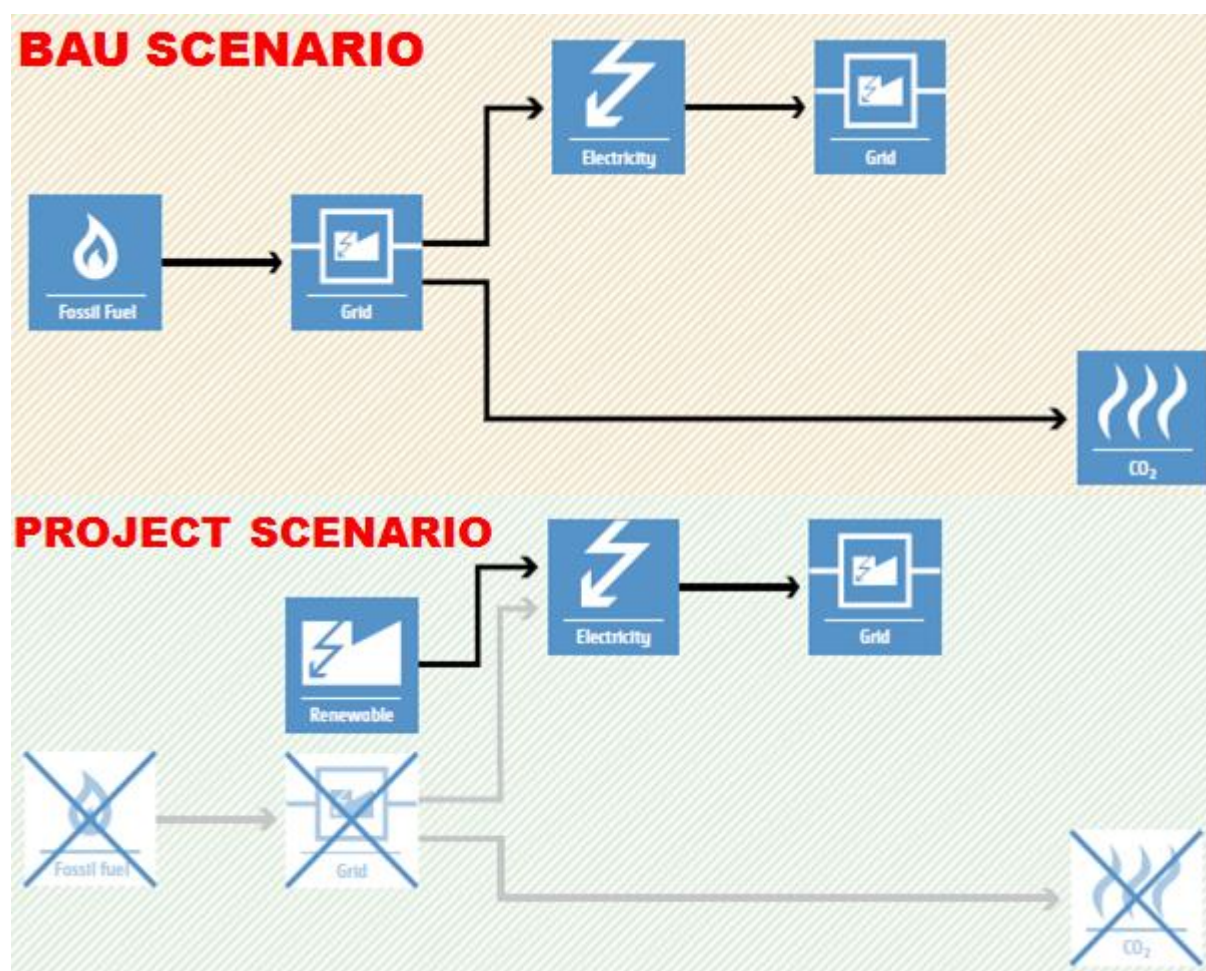 BAU SCENARIO
Electricity
Grid
Fossil Fuel
Grid
CO₂
PROJECT SCENARIO
Electricity
Grid
Renewable
Fossil fuel
Grid
CO₂